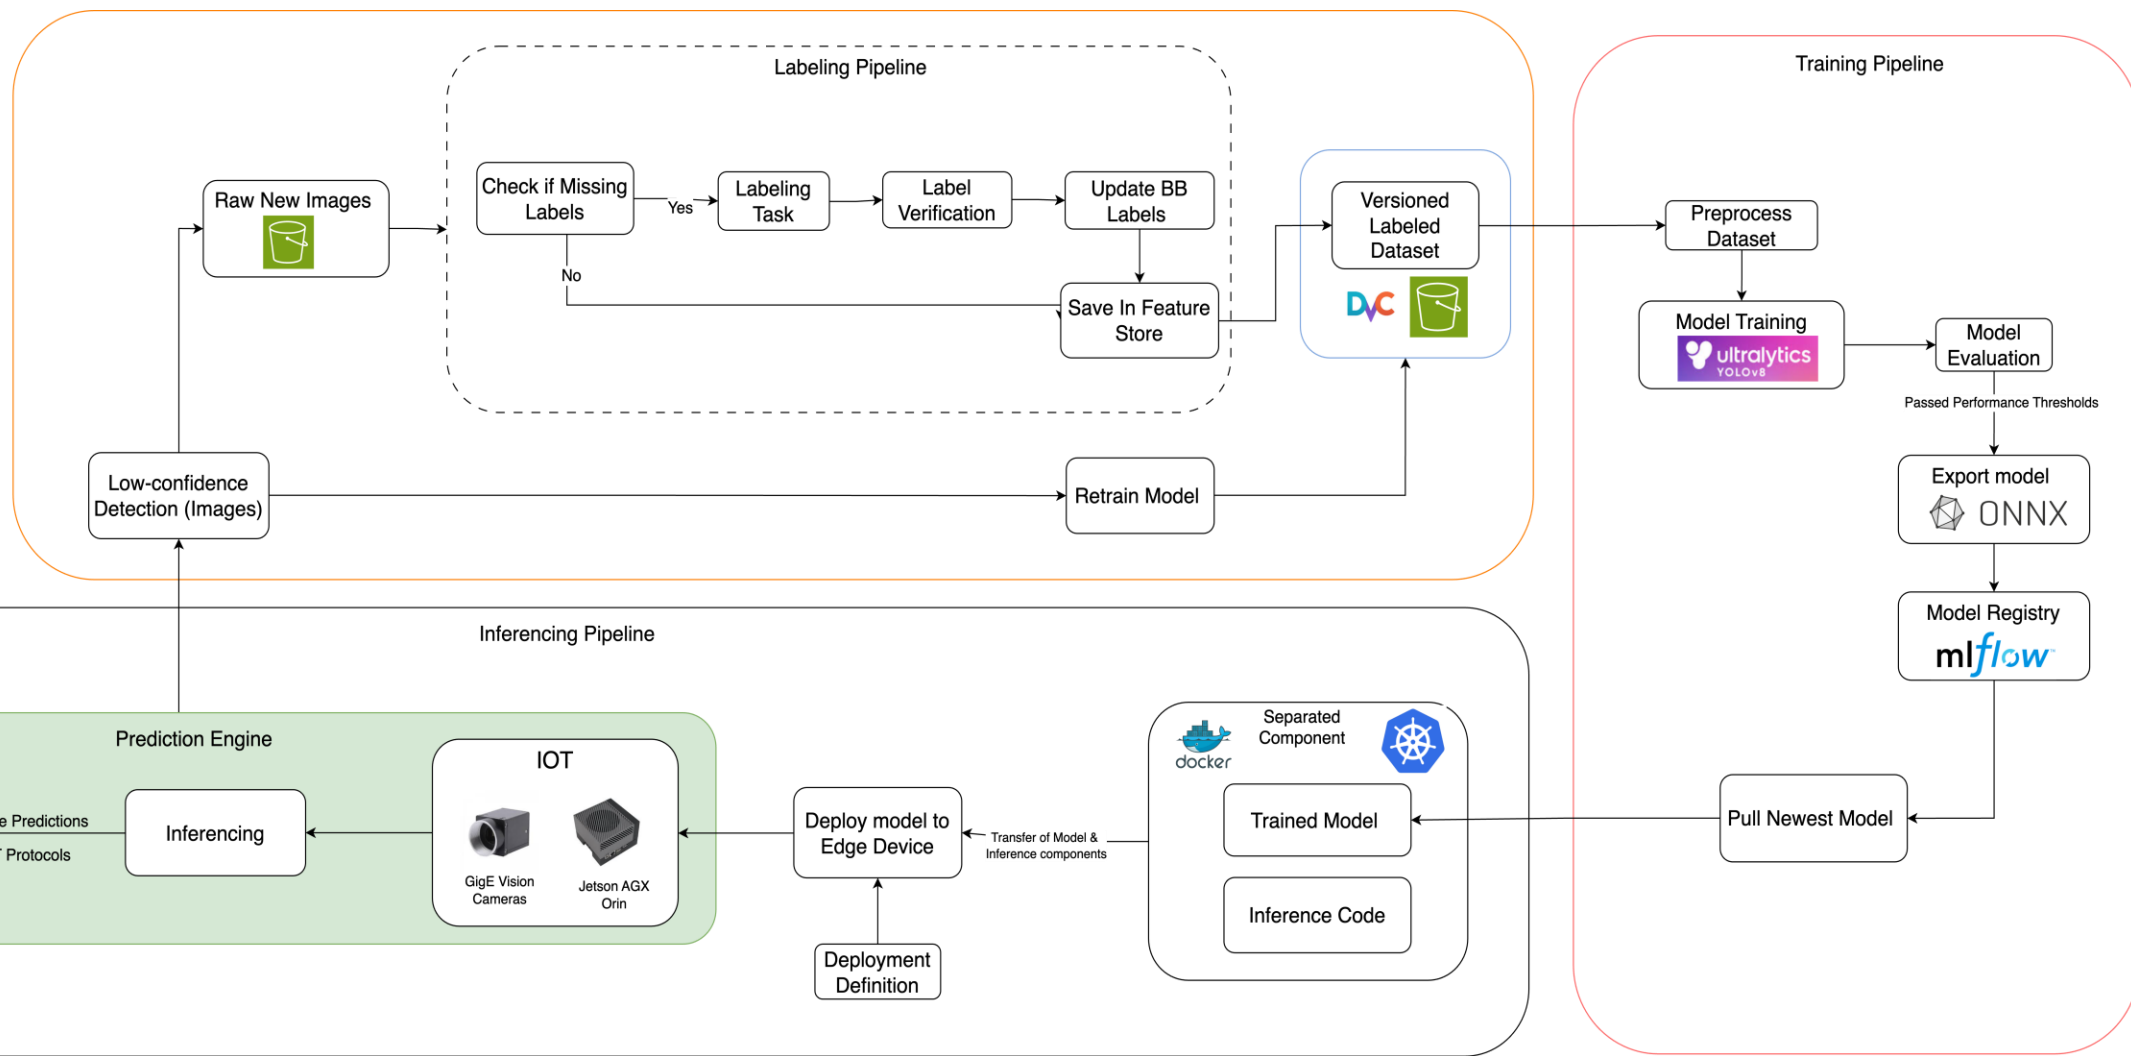 Labeling Pipeline
Training Pipeline
Raw New Images
Check if Missing
Labels
Yes
Labeling
Task
Label
Verification
Update BB
Labels
No
Save In Feature
Store
Versioned
Labeled
Dataset
DVC
Preprocess
Dataset
Model Training
ultralytics
YOLOv8
Model
Evaluation
Passed Performance Thresholds
Export model
ONNX
Low-confidence
Detection (Images)
Retrain Model
Model Registry
mlflow
Inferencing Pipeline
Prediction Engine
IOT
GigE Vision
Cameras
Jetson AGX
Orin
Inferencing
e Predictions
Protocols
Deploy model to
Edge Device
Deployment
Definition
Transfer of Model &
Inference components
docker
Separated
Component
Trained Model
Inference Code
Pull Newest Model